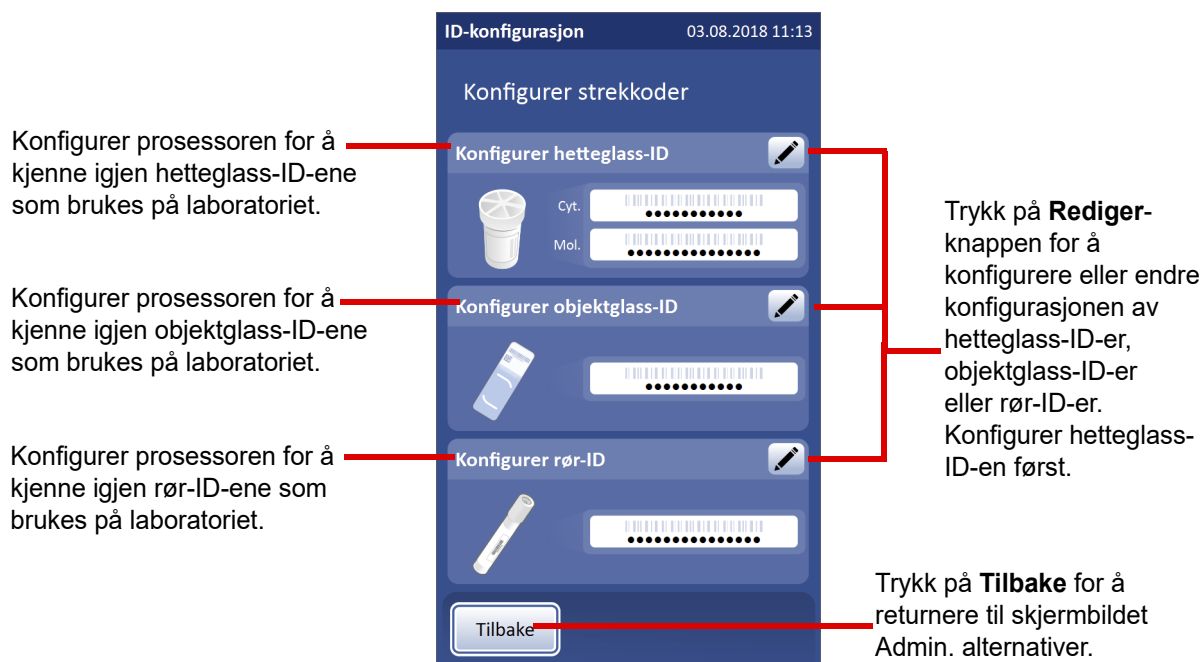 ID-konfigurasjon 03.08.2018 11:13
Konfigurer strekkoder
Konfigurer prosessoren for å
kjenne igjen hetteglass-ID-ene
som brukes på laboratoriet.
Konfigurer hetteglass-ID
Cyt.
Mol.
Konfigurer prosessoren for å
kjenne igjen objektglass-ID-ene
som brukes på laboratoriet.
Konfigurer objektglass-ID
Konfigurer prosessoren for å
kjenne igjen rør-ID-ene som
brukes på laboratoriet.
Konfigurer rør-ID
Trykk på Rediger-
knappen for å
konfigurere eller endre
konfigurasjonen av
hetteglass-ID-er,
objektglass-ID-er
eller rør-ID-er.
Konfigurer hetteglass-
ID-en først.
Tilbake
Trykk på Tilbake for å
returnere til skjermbildet
Admin. alternativer.